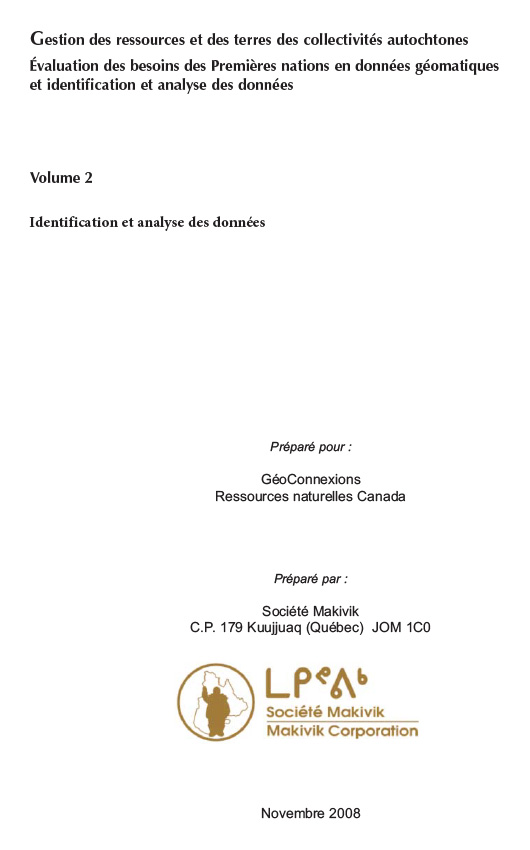 Gestion des ressources et des terres des collectivités autochtones
Évaluation des besoins des Premières nations en données géomatiques
et identification et analyse des données
Volume 2
Identification et analyse des données
Préparé pour :
GéoConnexions
Ressources naturelles Canada
Préparé par :
Société Makivik
C.P. 179 Kuujjuaq (Québec) JOM 1C0
ᒪᑭᕝᕕᒃ
Société Makivik
Makivik Corporation
Novembre 2008